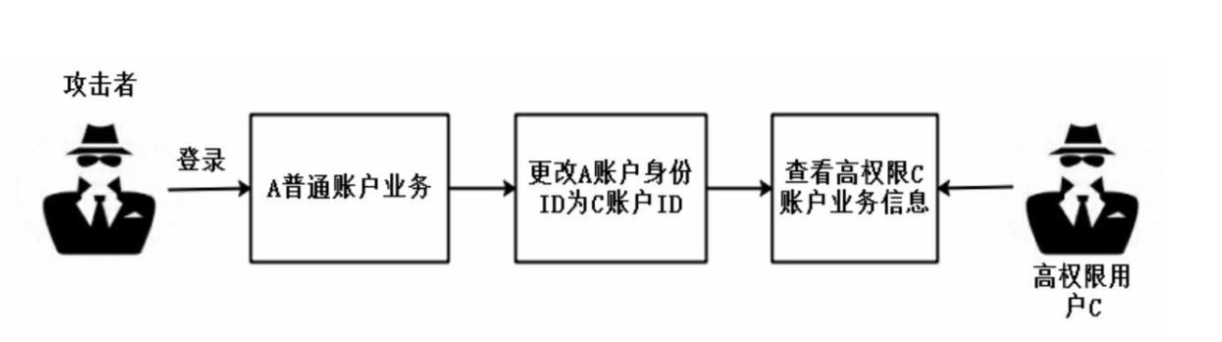 攻击者
登录
A普通账户业务
更改A账户身份
ID为C账户ID
查看高权限C
账户业务信息
高权限用
户C